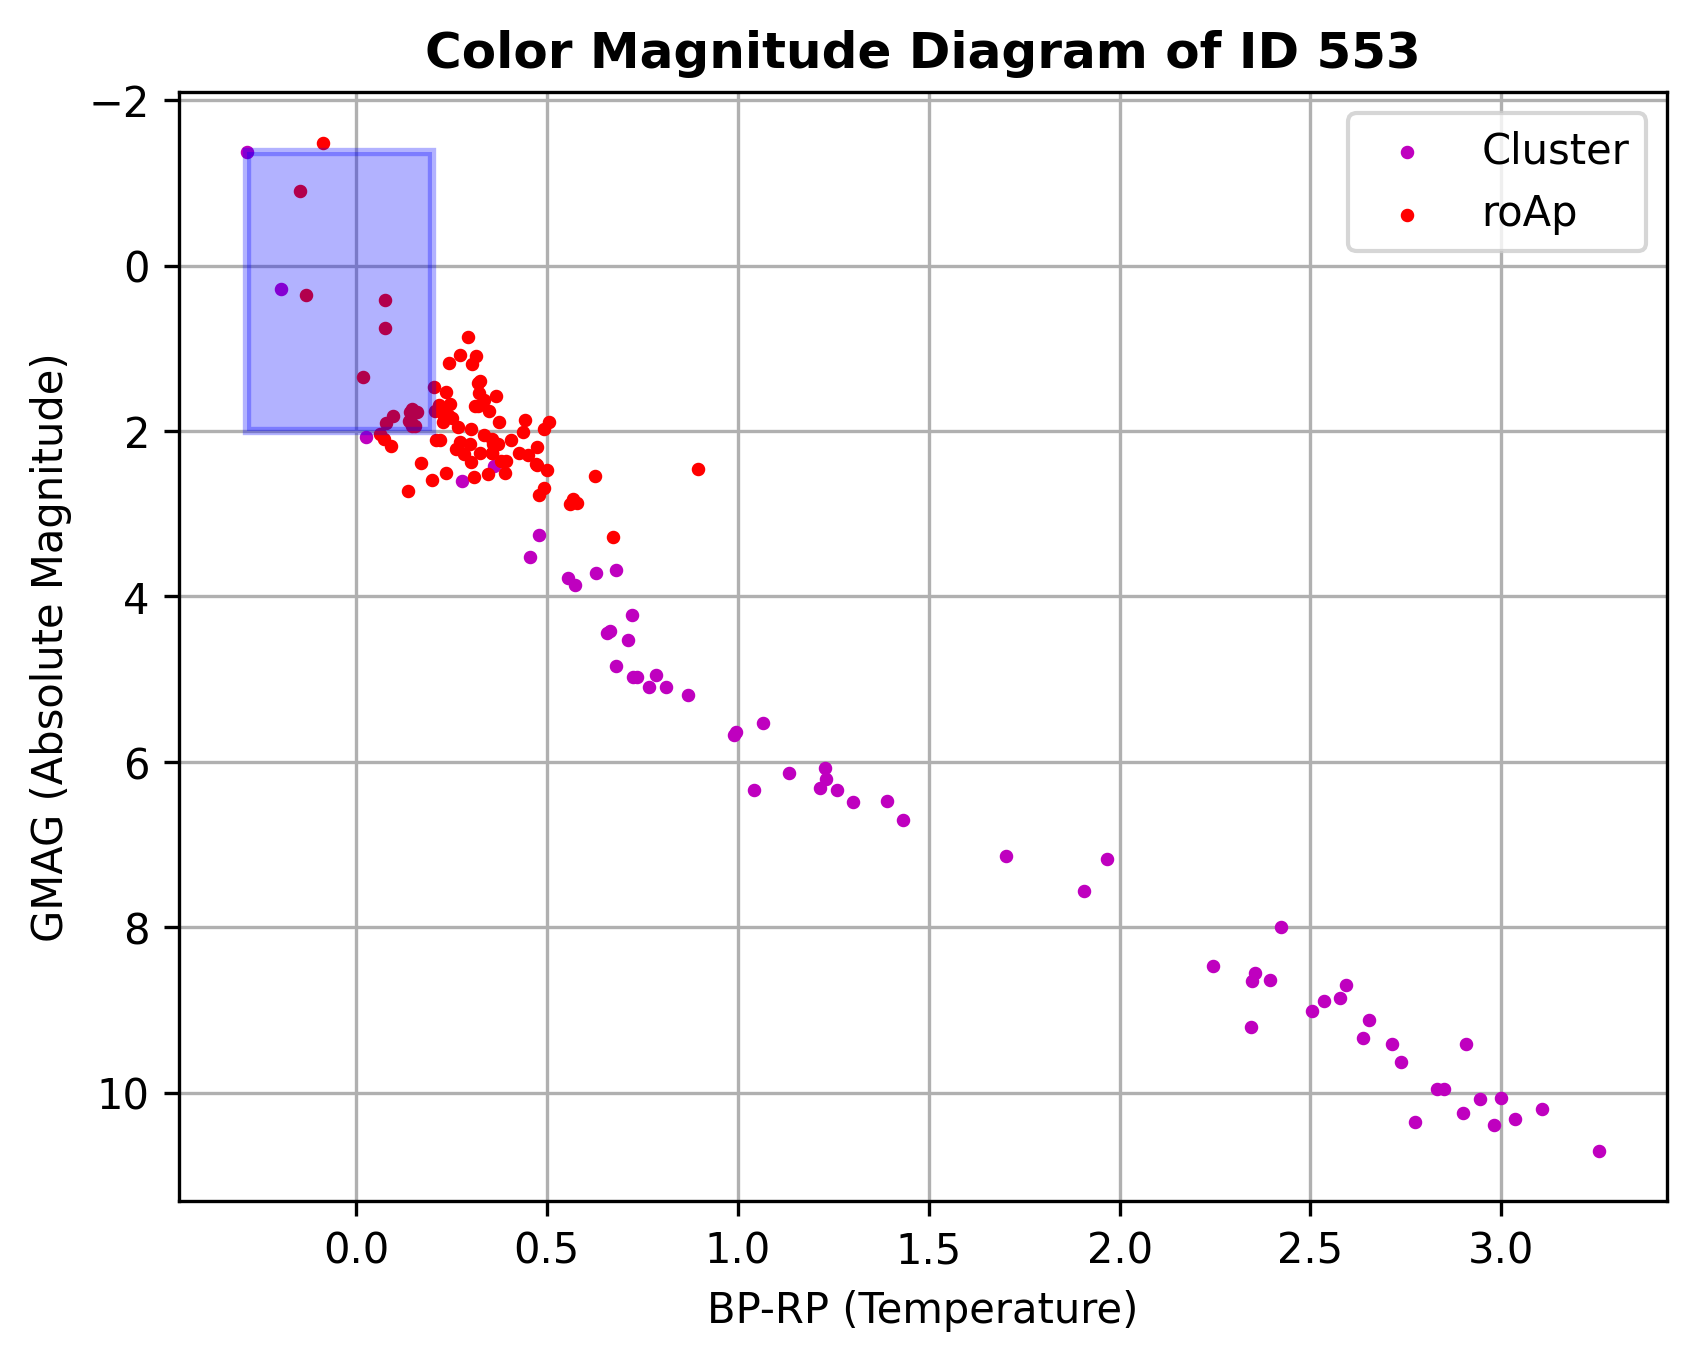 Color Magnitude Diagram of ID 553
Cluster
roAp
GMAG (Absolute Magnitude)
−2
0
2
4
6
8
10
0.0 0.5 1.0 1.5 2.0 2.5 3.0
BP-RP (Temperature)